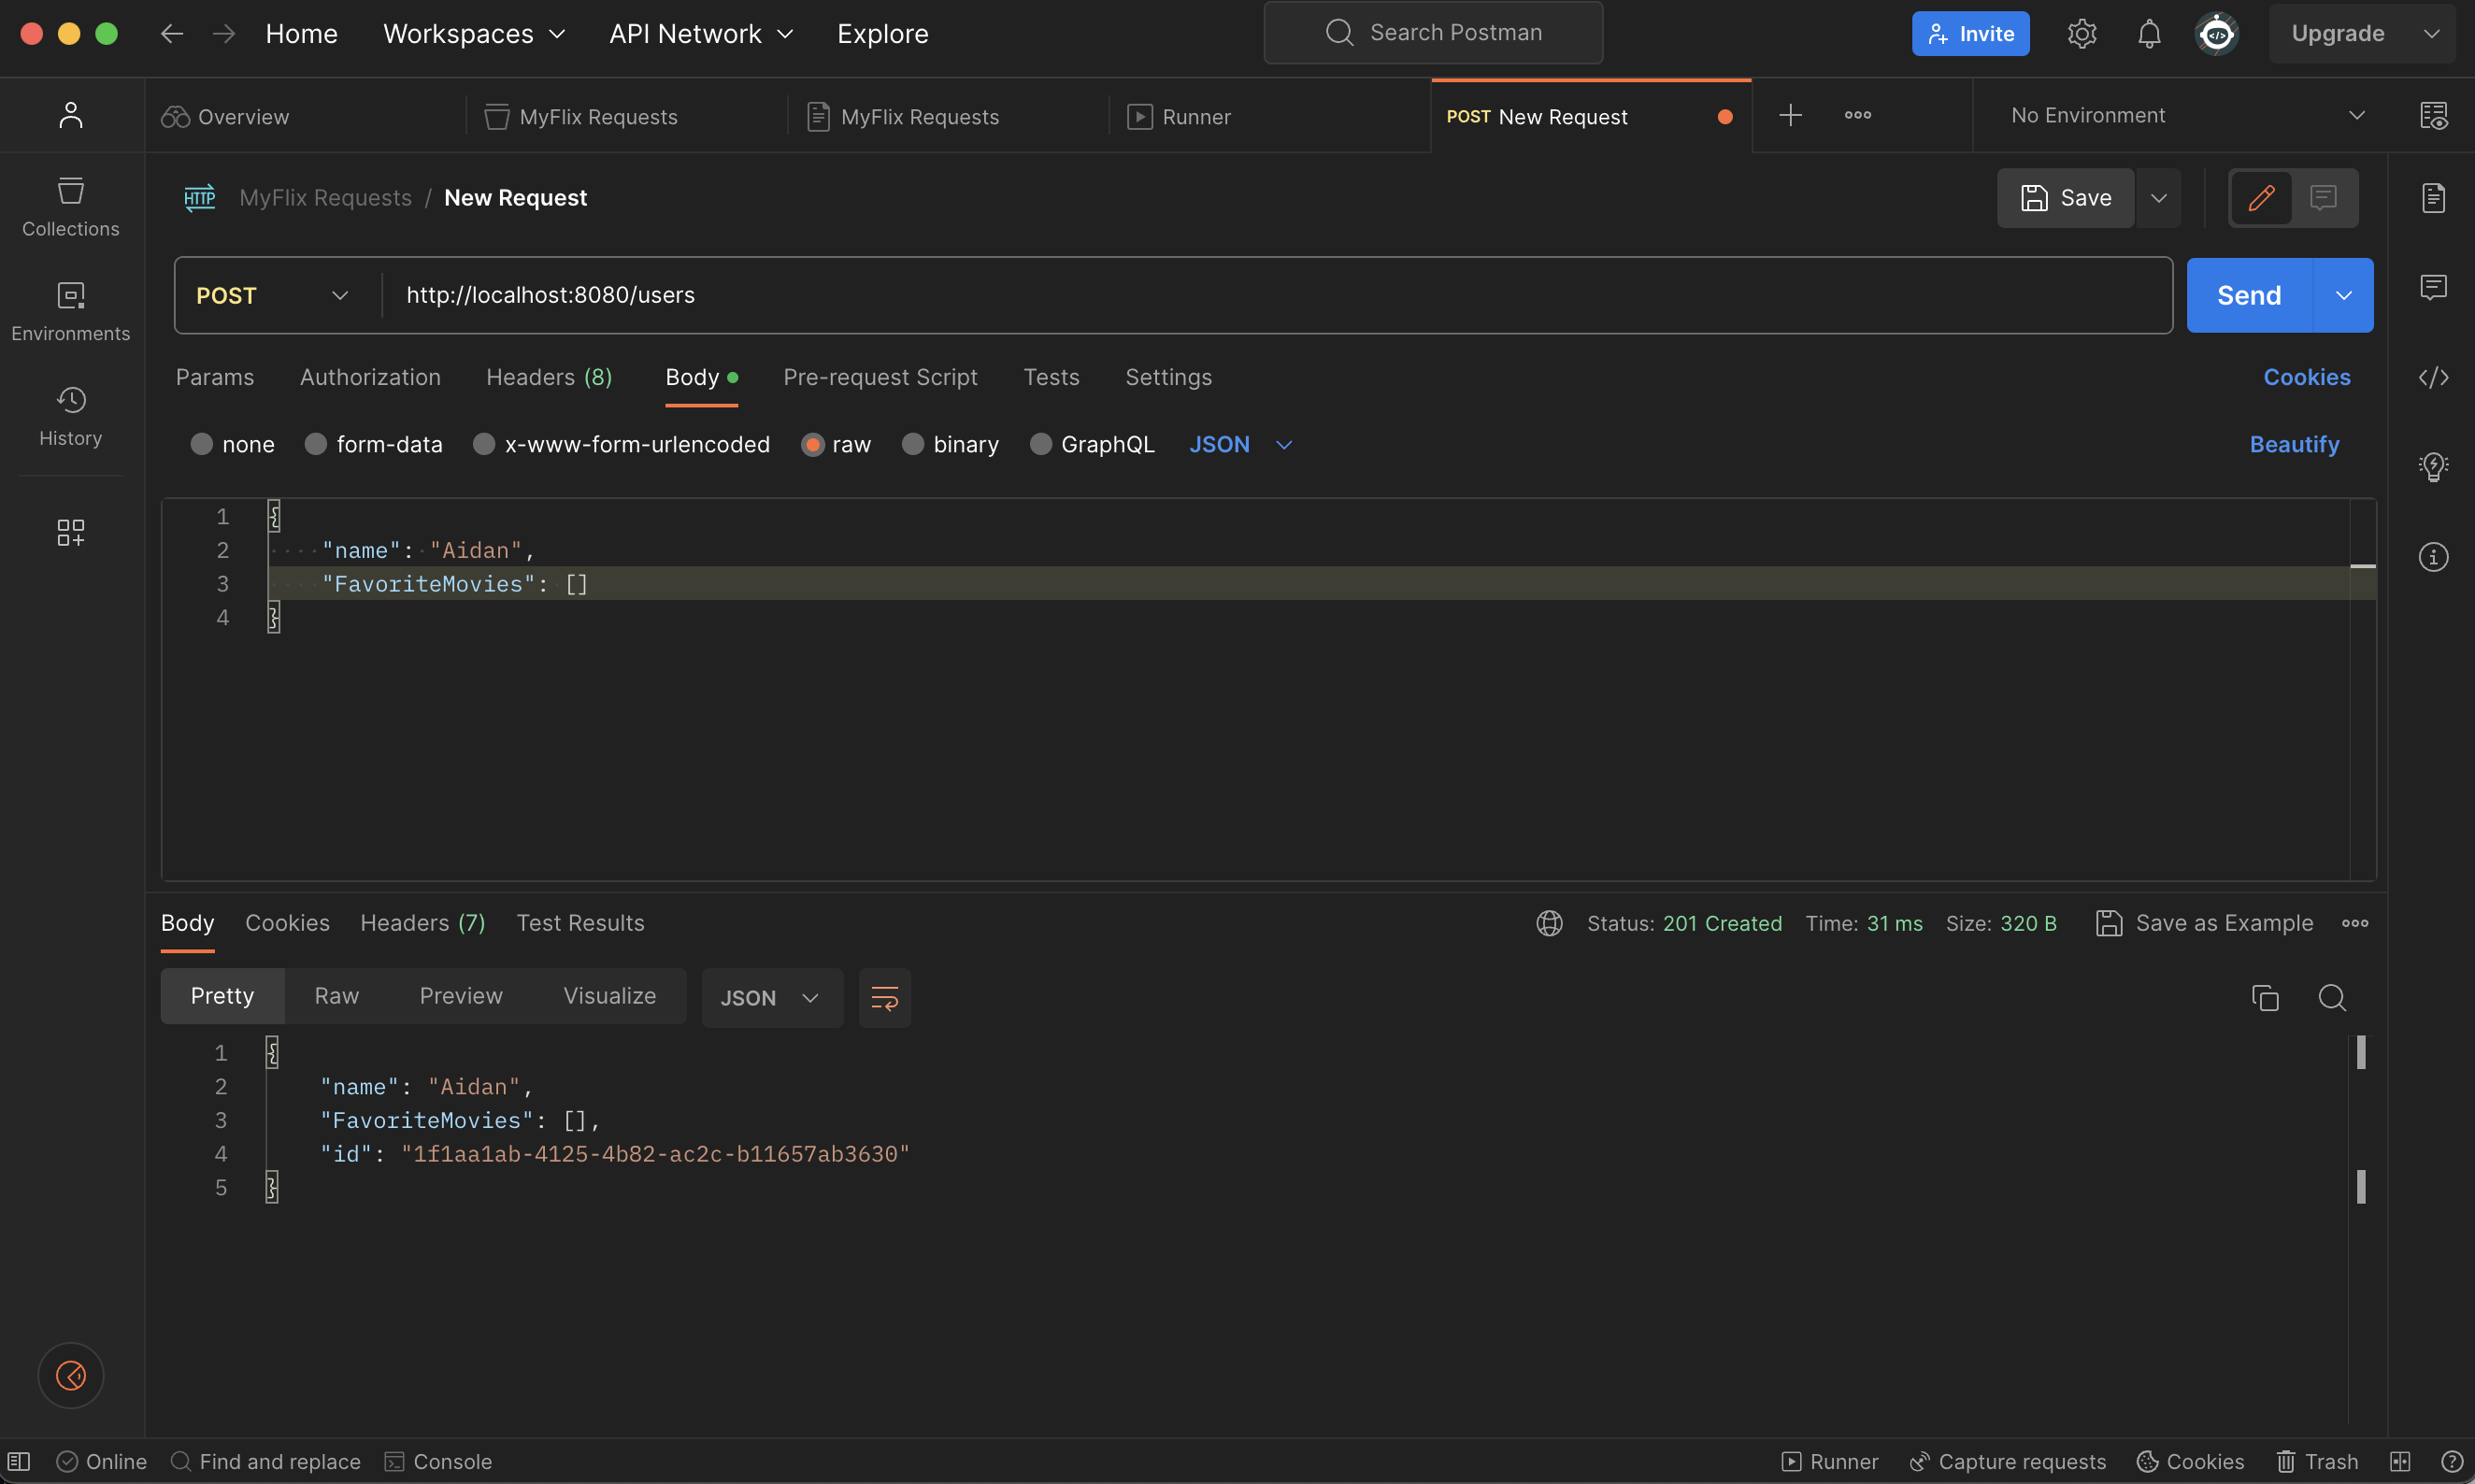 Home Workspaces API Network Explore Search Postman Invite Upgrade
Overview MyFlix Requests MyFlix Requests Runner POST New Request No Environment
HTTP MyFlix Requests / New Request Save
Collections
POST http://localhost:8080/users Send
Environments
Params Authorization Headers (8) Body Pre-request Script Tests Settings Cookies
History
none form-data x-www-form-urlencoded raw binary GraphQL JSON Beautify
1 {
2 "name": "Aidan",
3 "FavoriteMovies": []
4 }
Body Cookies Headers (7) Test Results Status: 201 Created Time: 31 ms Size: 320 B Save as Example
Pretty Raw Preview Visualize JSON
1 {
2 "name": "Aidan",
3 "FavoriteMovies": [],
4 "id": "1f1aa1ab-4125-4b82-ac2c-b11657ab3630"
5 }
Online Find and replace Console Runner Capture requests Cookies Trash